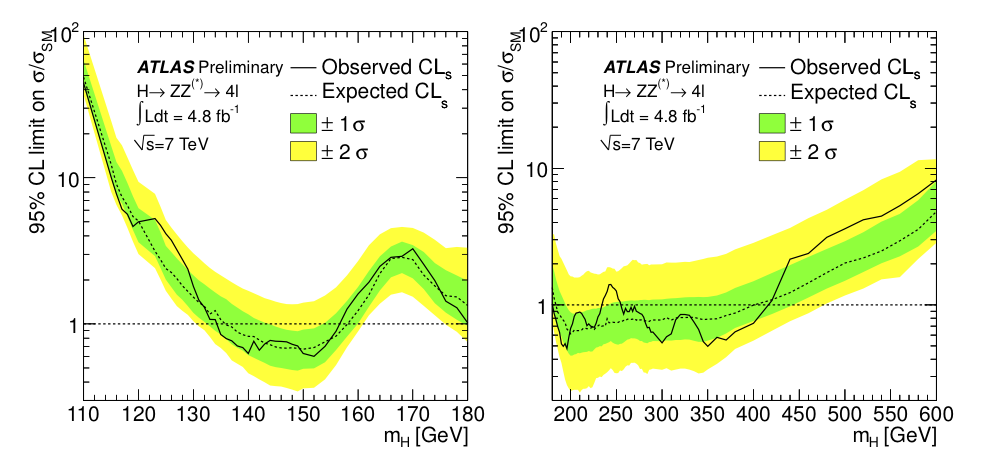 95% CL limit on σ/σSM
10²
10
1
ATLAS Preliminary
H→ ZZ(*)→ 4l
∫Ldt = 4.8 fb-1
√s=7 TeV
Observed CLs
Expected CLs
± 1σ
± 2 σ
110 120 130 140 150 160 170 180
mH [GeV]
95% CL limit on σ/σSM
10²
10
1
ATLAS Preliminary
H→ ZZ(*)→ 4l
∫Ldt = 4.8 fb-1
√s=7 TeV
Observed CLs
Expected CLs
± 1σ
± 2 σ
200 250 300 350 400 450 500 550 600
mH [GeV]